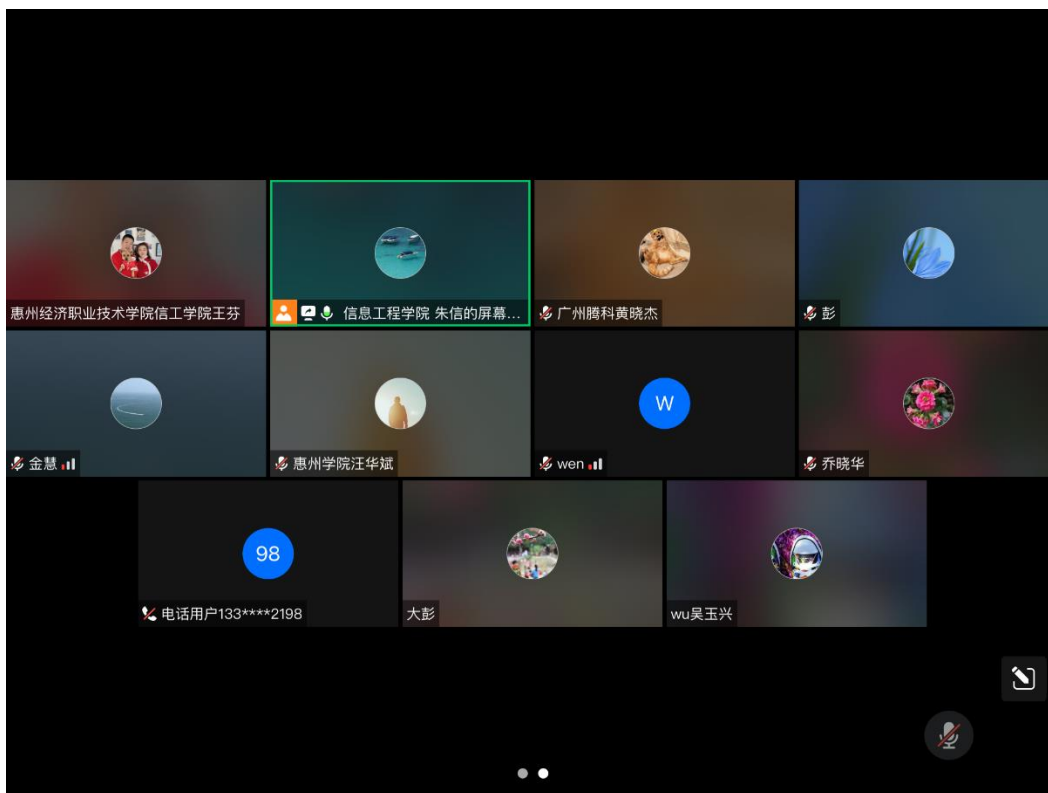 惠州经济职业技术学院信工学院王芬
信息工程学院 朱信的屏幕...
广州腾科黄晓杰
彭
金慧
惠州学院汪华斌
W
wen
乔晓华
98
电话用户133****2198
大彭
wu吴玉兴